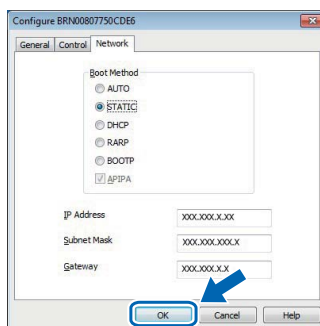 Configure BRN00807750CDE6
General Control Network
Boot Method
AUTO
STATIC
DHCP
RARP
BOOTP
APIPA
IP Address XXX.XXX.X.XX
Subnet Mask XXX.XXX.XXX.X
Gateway XXX.XXX.X.X
OK Cancel Help